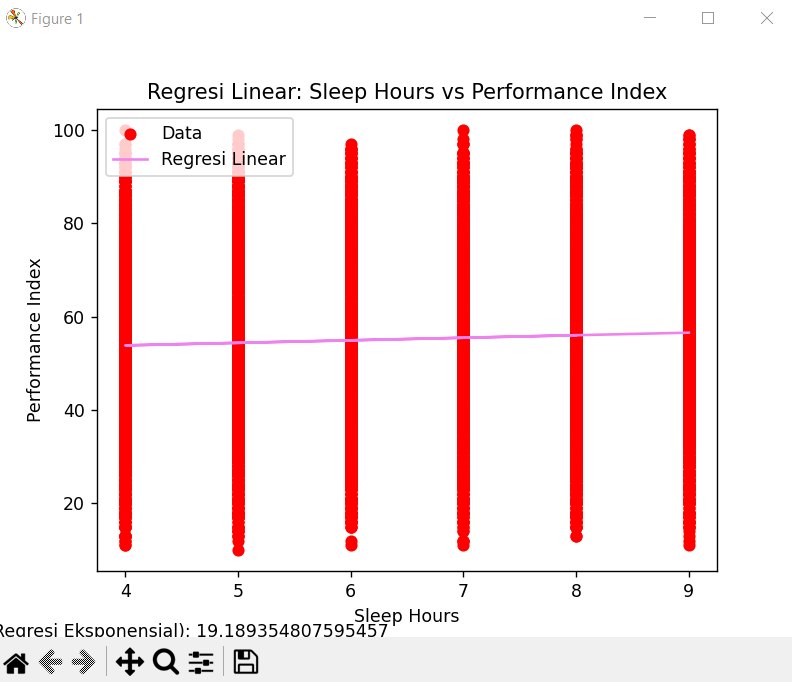 Figure 1
Regresi Linear: Sleep Hours vs Performance Index
100
80
60
40
20
Data
Regresi Linear
Performance Index
4 5 6 7 8 9
Sleep Hours
Regresi Eksponensial): 19.189354807595457